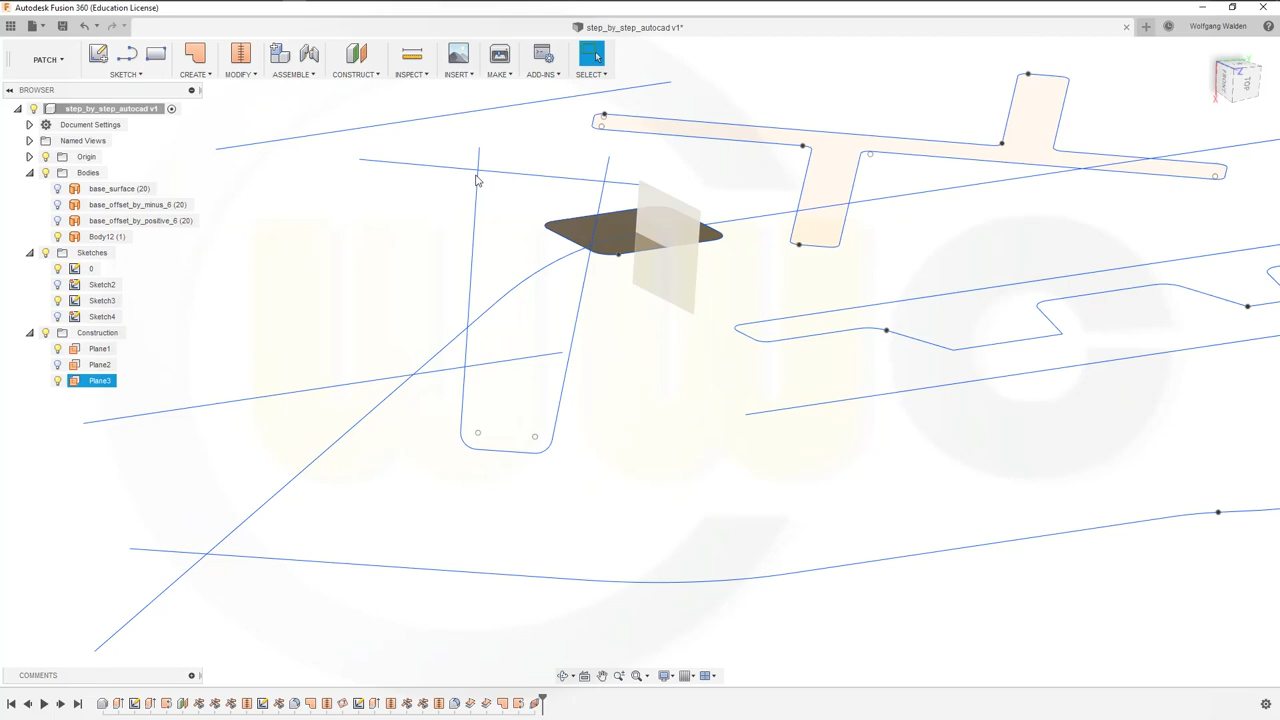 Autodesk Fusion 360 (Education License)
step_by_step_autocad v1*
Wolfgang Walden
PATCH
SKETCH
CREATE
MODIFY
ASSEMBLE
CONSTRUCT
INSPECT
INSERT
MAKE
ADD-INS
SELECT
BROWSER
step_by_step_autocad v1
Document Settings
Named Views
Origin
Bodies
base_surface (20)
base_offset_by_minus_6 (20)
base_offset_by_positive_6 (20)
Body12 (1)
Sketches
0
Sketch2
Sketch3
Sketch4
Construction
Plane1
Plane2
Plane3
FRONT
TOP
X
Z
COMMENTS